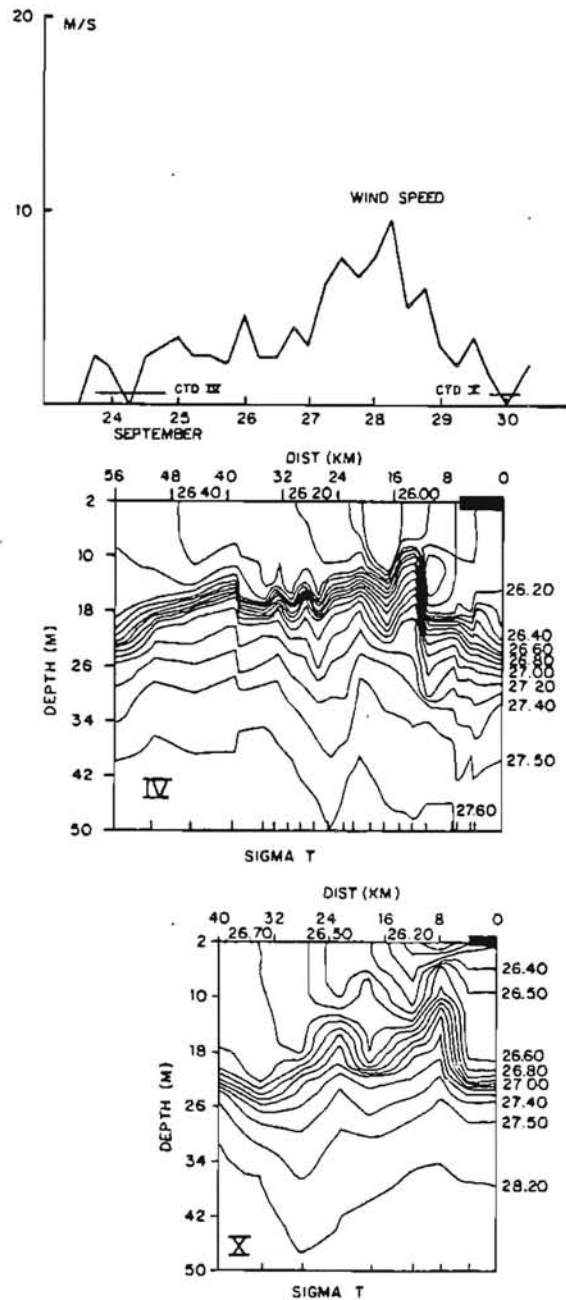 20
M/S
WIND SPEED
10
CTD IV
CTD X
24 25 26 27 28 29 30
SEPTEMBER
DIST (KM)
56 48 40 32 24 16 8 0
26.40 26.20 26.00
2
10
18
26
34
42
50
DEPTH (M)
26.20
26.40
26.60
26.80
27.00
27.20
27.40
27.50
27.60
IV
SIGMA T
DIST (KM)
40 32 24 16 8 0
26.70 26.50 26.20
2
10
18
26
34
42
50
DEPTH (M)
26.40
26.50
26.60
26.80
27.00
27.40
27.50
28.20
X
SIGMA T